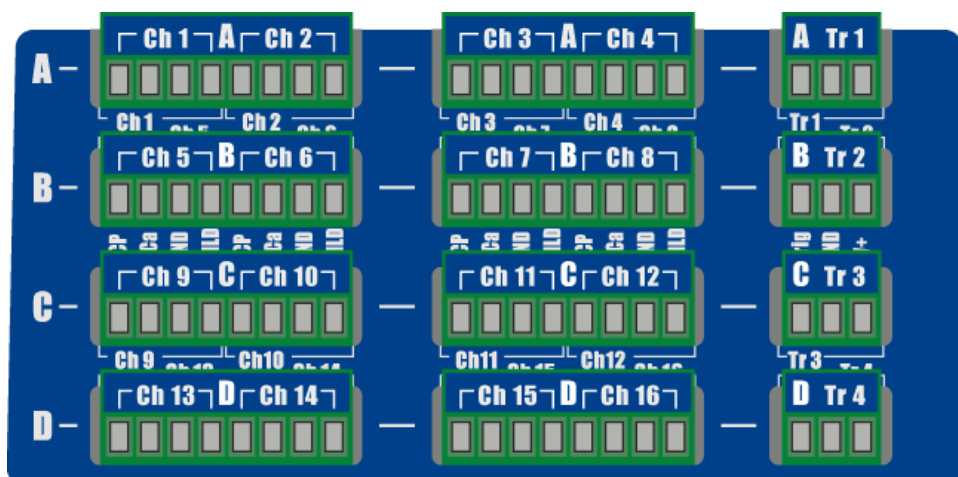 Ch 1 A Ch 2 Ch 3 A Ch 4 A Tr 1
A
Ch 1 Ch 2 Ch 3 Ch 4 Tr 1
Ch 5 B Ch 6 Ch 7 B Ch 8 B Tr 2
B
Ch 9 C Ch 10 Ch 11 C Ch 12 C Tr 3
C
Ch 9 Ch10 Ch11 Ch12 Tr 3
Ch 13 D Ch 14 Ch 15 D Ch 16 D Tr 4
D